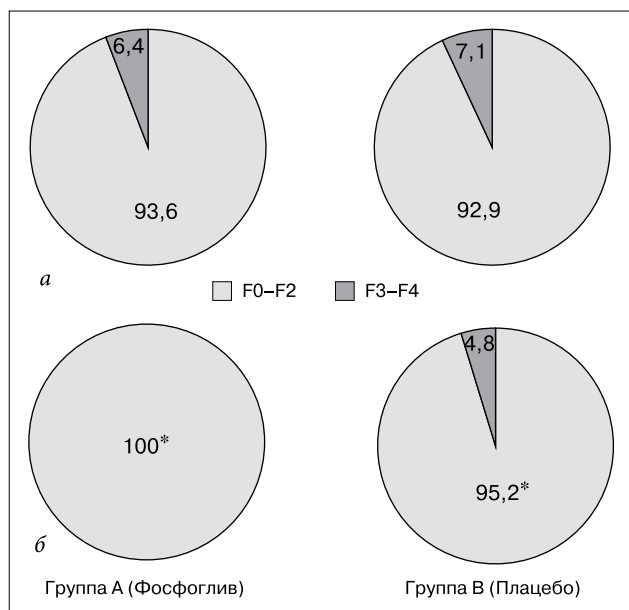 6,4
7,1
93,6
92,9
а
F0–F2
F3–F4
4,8
100*
95,2*
б
Группа А (Фосфоглив)
Группа В (Плацебо)